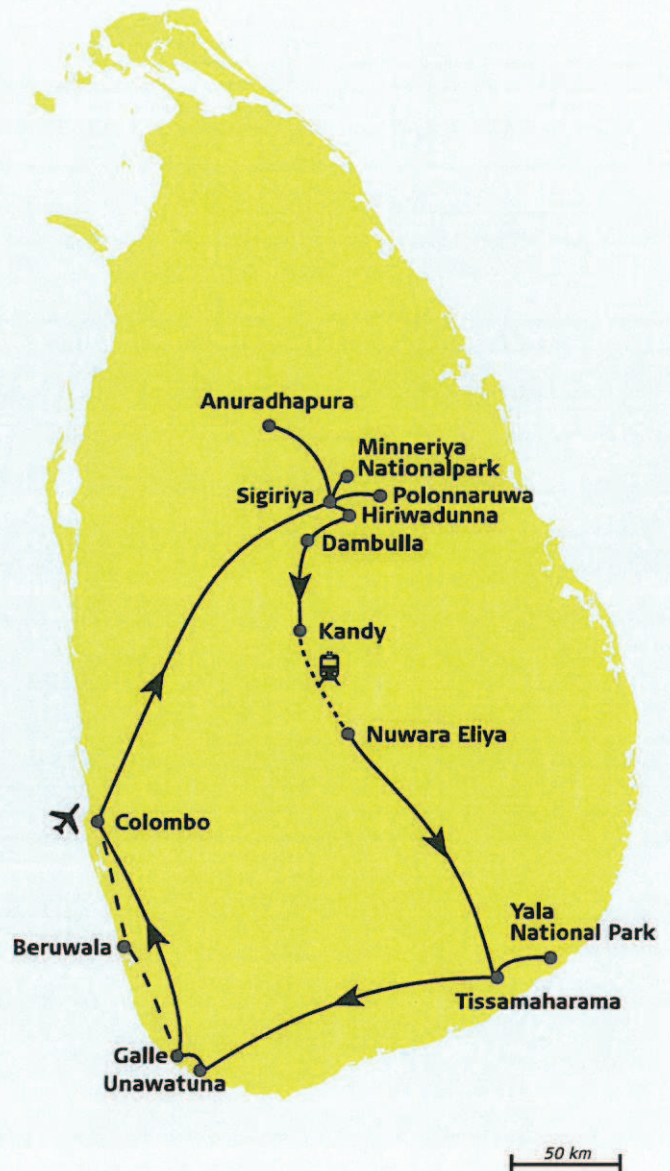 Anuradhapura
Minneriya
Nationalpark
Sigiriya
Polonnaruwa
Hiriwadunna
Dambulla
Kandy
Nuwara Eliya
Colombo
Yala
National Park
Beruwala
Tissamaharama
Galle
Unawatuna
50 km